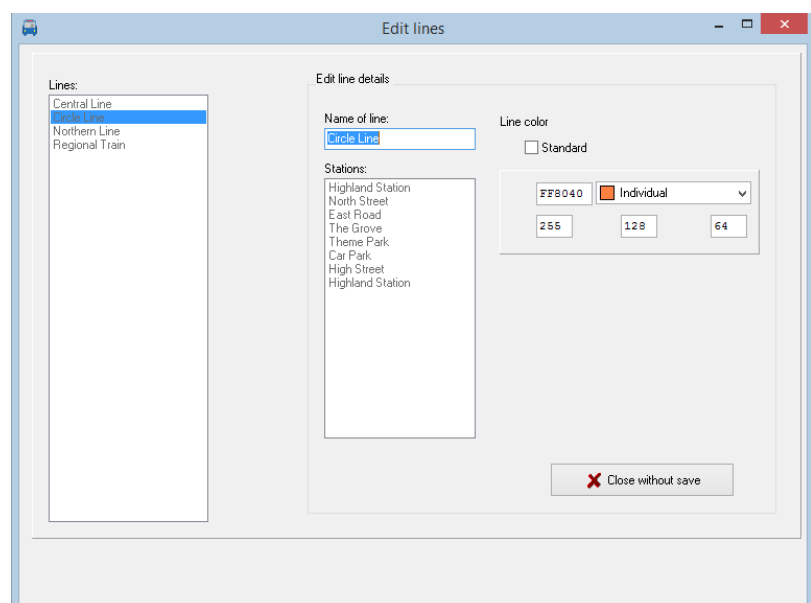 Edit lines
Lines:
Central Line
Circle Line
Northern Line
Regional Train
Edit line details
Name of line:
Circle Line
Stations:
Highland Station
North Street
East Road
The Grove
Theme Park
Car Park
High Street
Highland Station
Line color
Standard
FF8040 Individual
255 128 64
Close without save